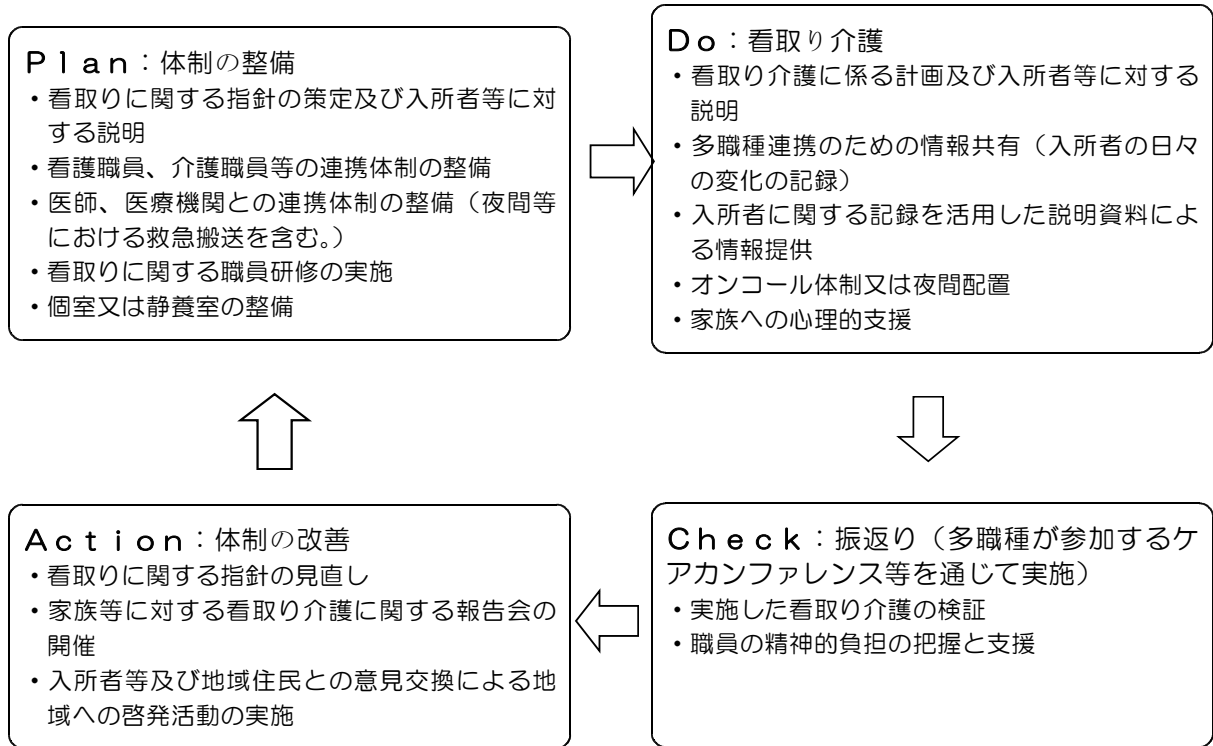 Ｐｌａｎ：体制の整備
・看取りに関する指針の策定及び入所者等に対
する説明
・看護職員、介護職員等の連携体制の整備
・医師、医療機関との連携体制の整備（夜間等
における救急搬送を含む。）
・看取りに関する職員研修の実施
・個室又は静養室の整備
Ｄｏ：看取り介護
・看取り介護に係る計画及び入所者等に対する
説明
・多職種連携のための情報共有（入所者の日々
の変化の記録）
・入所者に関する記録を活用した説明資料によ
る情報提供
・オンコール体制又は夜間配置
・家族への心理的支援
Ａｃｔｉｏｎ：体制の改善
・看取りに関する指針の見直し
・家族等に対する看取り介護に関する報告会の
開催
・入所者等及び地域住民との意見交換による地
域への啓発活動の実施
Ｃｈｅｃｋ：振返り（多職種が参加するケ
アカンファレンス等を通じて実施）
・実施した看取り介護の検証
・職員の精神的負担の把握と支援